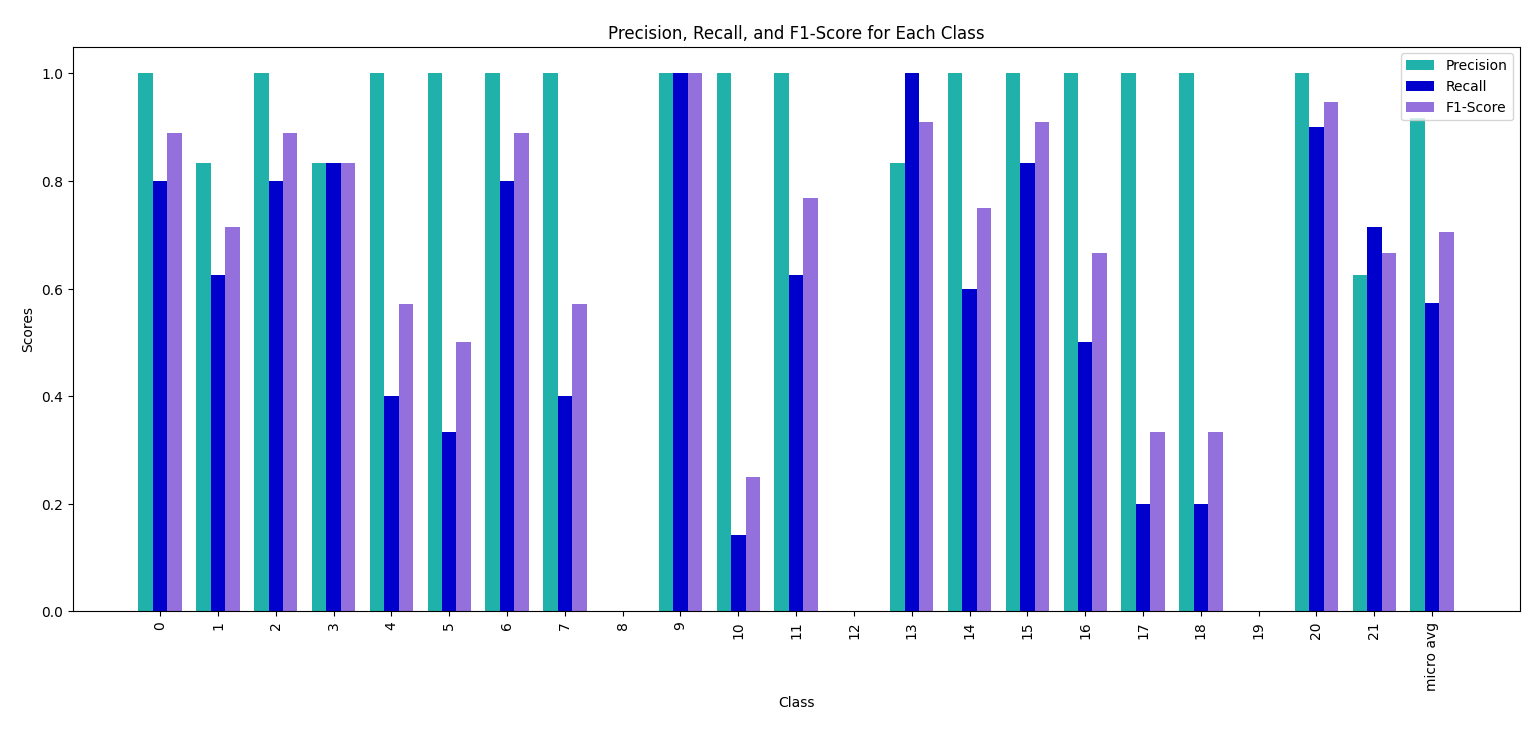 Precision, Recall, and F1-Score for Each Class
Precision
Recall
F1-Score
Scores
1.0
0.8
0.6
0.4
0.2
0.0
0 1 2 3 4 5 6 7 8 9 10 11 12 13 14 15 16 17 18 19 20 21 micro avg
Class